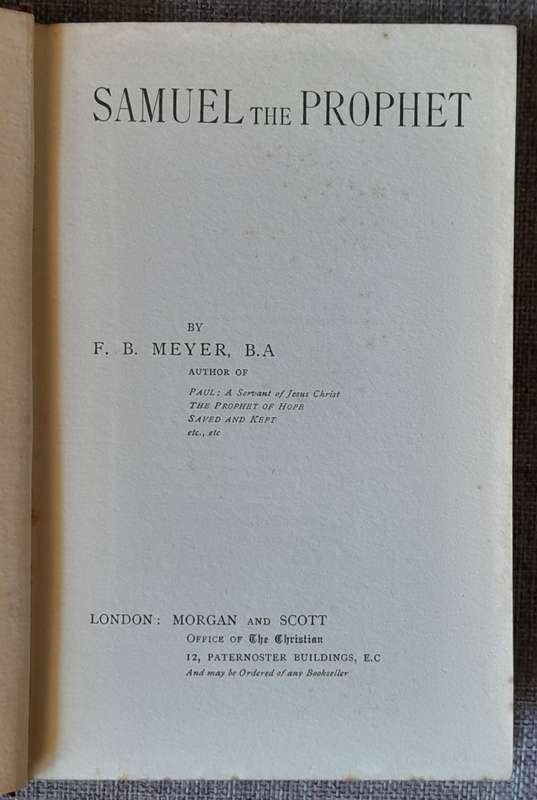 SAMUEL THE PROPHET
BY
F. B. MEYER, B.A
AUTHOR OF
PAUL: A Servant of Jesus Christ
THE PROPHET OF HOPE
SAVED AND KEPT
etc., etc
LONDON: MORGAN AND SCOTT
OFFICE OF The Christian
12, PATERNOSTER BUILDINGS, E.C
And may be Ordered of any Bookseller